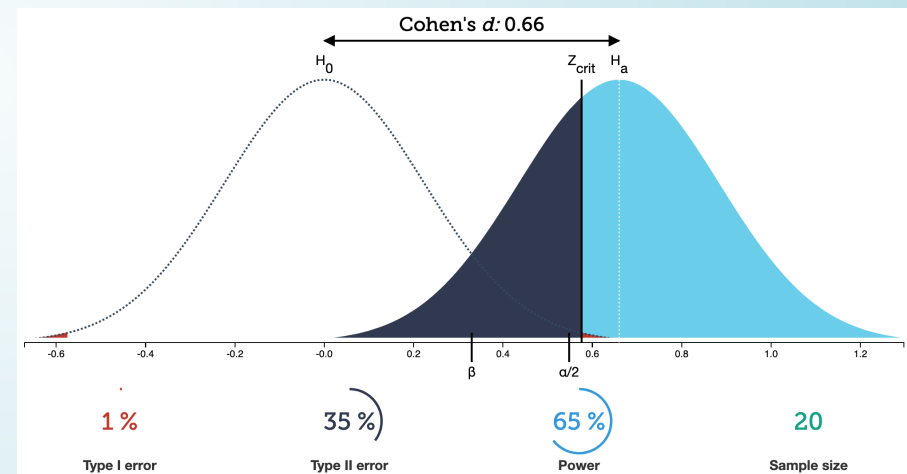 Cohen's d: 0.66
H0 Zcrit Ha
-0.6 -0.4 -0.2 -0.0 0.2 0.4 0.6 0.8 1.0 1.2
β α/2
1 % 35 % 65 % 20
Type I error Type II error Power Sample size